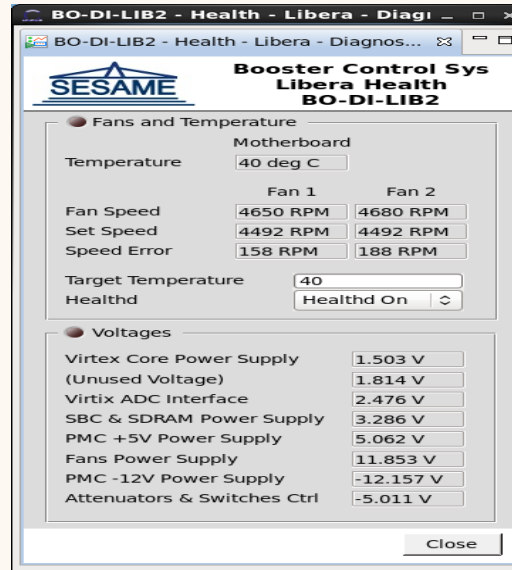 BO-DI-LIB2 - Health - Libera - Diagı
BO-DI-LIB2 - Health - Libera - Diagnos...
SESAME
Booster Control Sys
Libera Health
BO-DI-LIB2
Fans and Temperature
Motherboard
Temperature 40 deg C
Fan 1 Fan 2
Fan Speed 4650 RPM 4680 RPM
Set Speed 4492 RPM 4492 RPM
Speed Error 158 RPM 188 RPM
Target Temperature 40
Healthd Healthd On
Voltages
Virtex Core Power Supply 1.503 V
(Unused Voltage) 1.814 V
Virtix ADC Interface 2.476 V
SBC & SDRAM Power Supply 3.286 V
PMC +5V Power Supply 5.062 V
Fans Power Supply 11.853 V
PMC -12V Power Supply -12.157 V
Attenuators & Switches Ctrl -5.011 V
Close